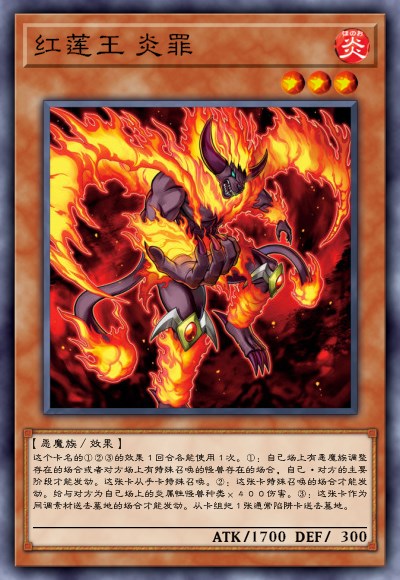 红莲王 炎罪
ほのお
炎
【恶魔族/效果】
这个卡名的①②③的效果1回合各能使用1次。①：自己场上有恶魔族调整
存在的场合或者对方场上有特殊召唤的怪兽存在的场合，自己·对方的主要
阶段才能发动。这张卡从手卡特殊召唤。②：这张卡特殊召唤的场合才能发
动。给与对方为自己场上的炎属性怪兽种类×400伤害。③：这张卡作为
同调素材送去墓地的场合才能发动。从卡组把1张通常陷阱卡送去墓地。
ATK/1700 DEF/ 300